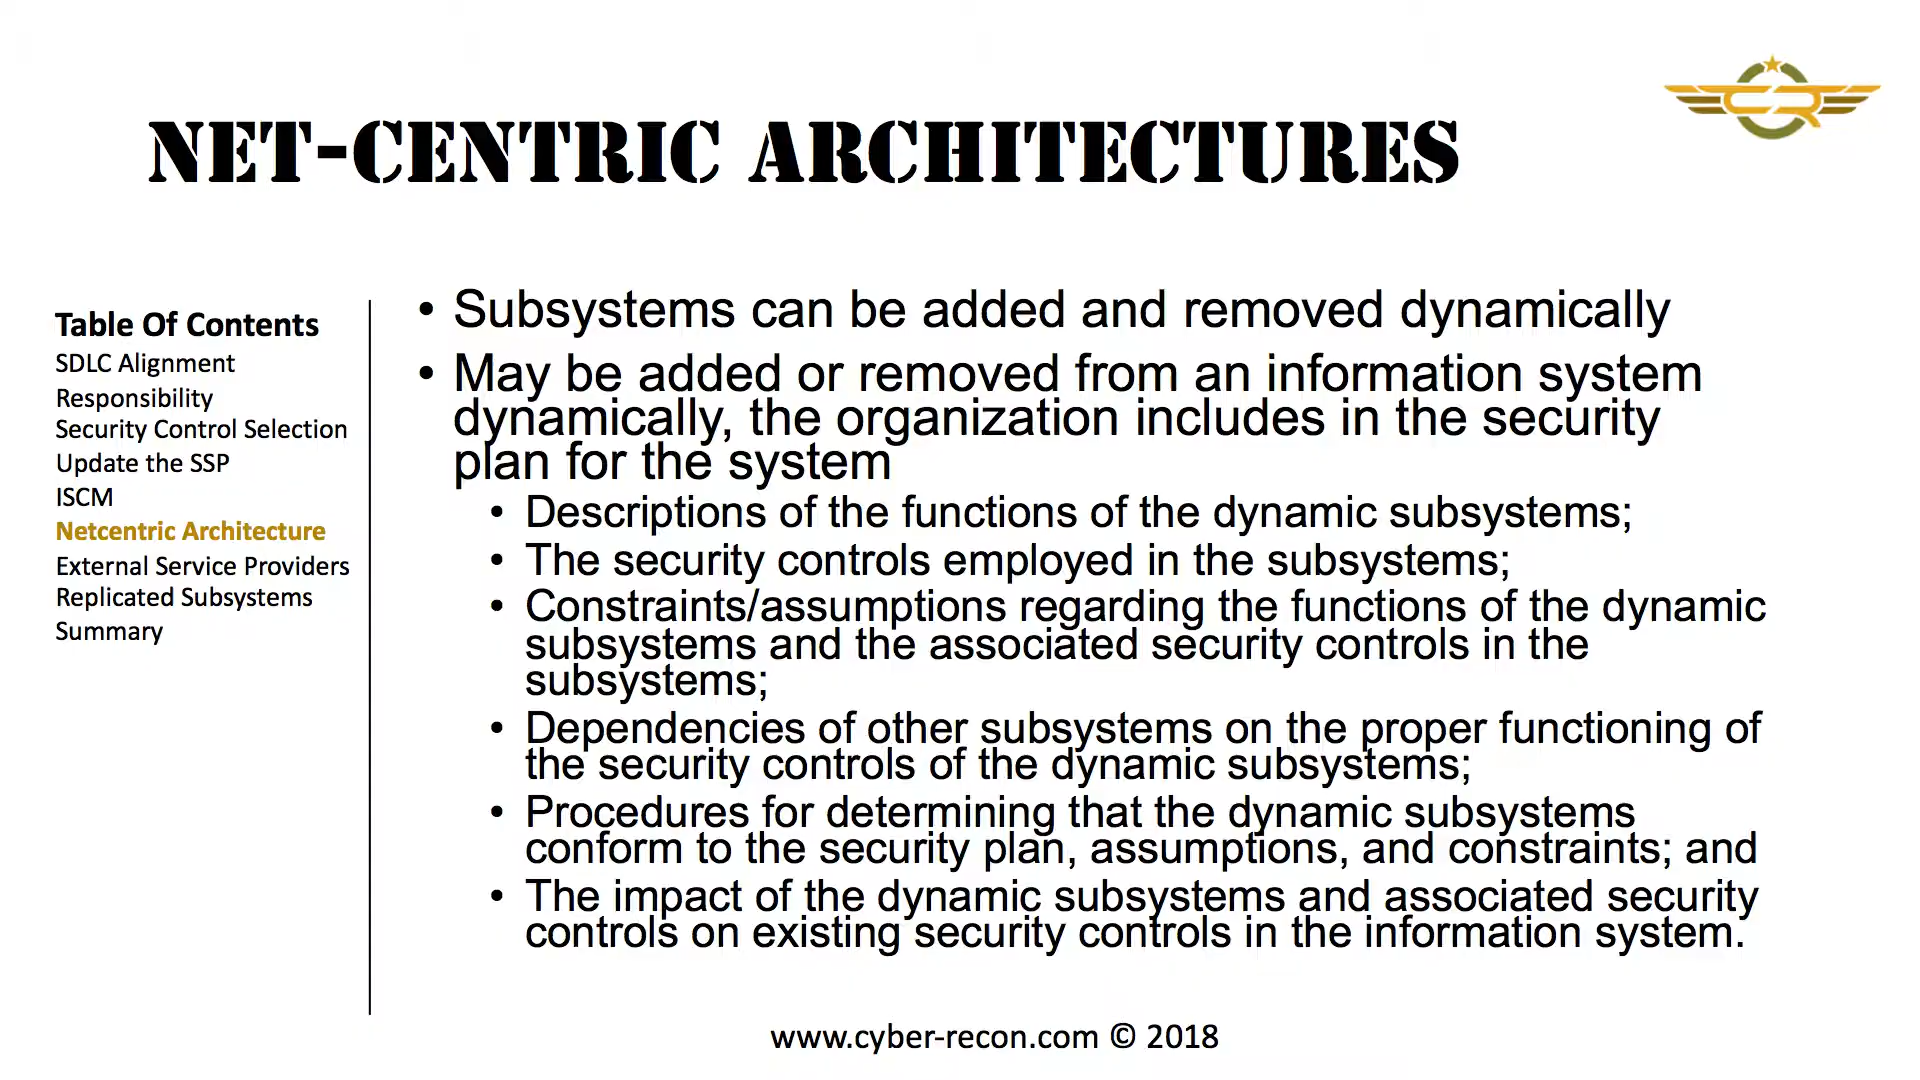 NET-CENTRIC ARCHITECTURES
CR
Table Of Contents
SDLC Alignment
Responsibility
Security Control Selection
Update the SSP
ISCM
Netcentric Architecture
External Service Providers
Replicated Subsystems
Summary
• Subsystems can be added and removed dynamically
• May be added or removed from an information system
dynamically, the organization includes in the security
plan for the system
• Descriptions of the functions of the dynamic subsystems;
• The security controls employed in the subsystems;
• Constraints/assumptions regarding the functions of the dynamic
subsystems and the associated security controls in the
subsystems;
• Dependencies of other subsystems on the proper functioning of
the security controls of the dynamic subsystems;
• Procedures for determining that the dynamic subsystems
conform to the security plan, assumptions, and constraints; and
• The impact of the dynamic subsystems and associated security
controls on existing security controls in the information system.
www.cyber-recon.com © 2018